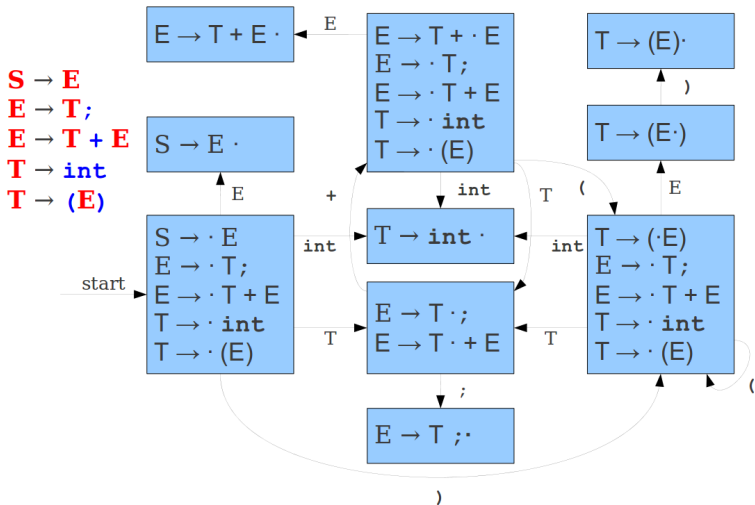 S → E
E → T;
E → T + E
T → int
T → (E)
E → T + E ·
E
E → T + · E
E → · T;
E → · T + E
T → · int
T → · (E)
T → (E)·
)
T → (E·)
S → E ·
E
E
int
T
(
+
start
S → · E
E → · T;
E → · T + E
T → · int
T → · (E)
int
T → int ·
int
T → (·E)
E → · T;
E → · T + E
T → · int
T → · (E)
T
E → T ·;
E → T · + E
T
(
;
E → T ;·
)